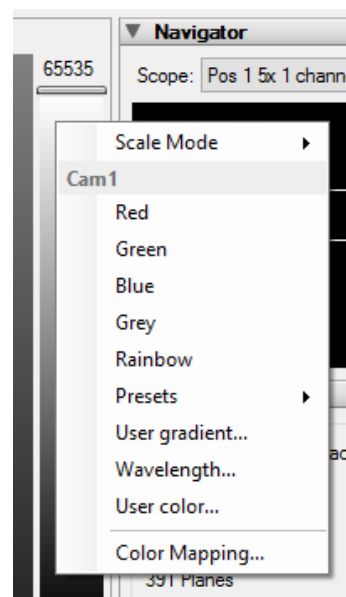 Navigator
65535
Scope: Pos 1 5x 1 chann
Scale Mode
Cam1
Red
Green
Blue
Grey
Rainbow
Presets
User gradient...
Wavelength...
User color...
Color Mapping...
391 Planes